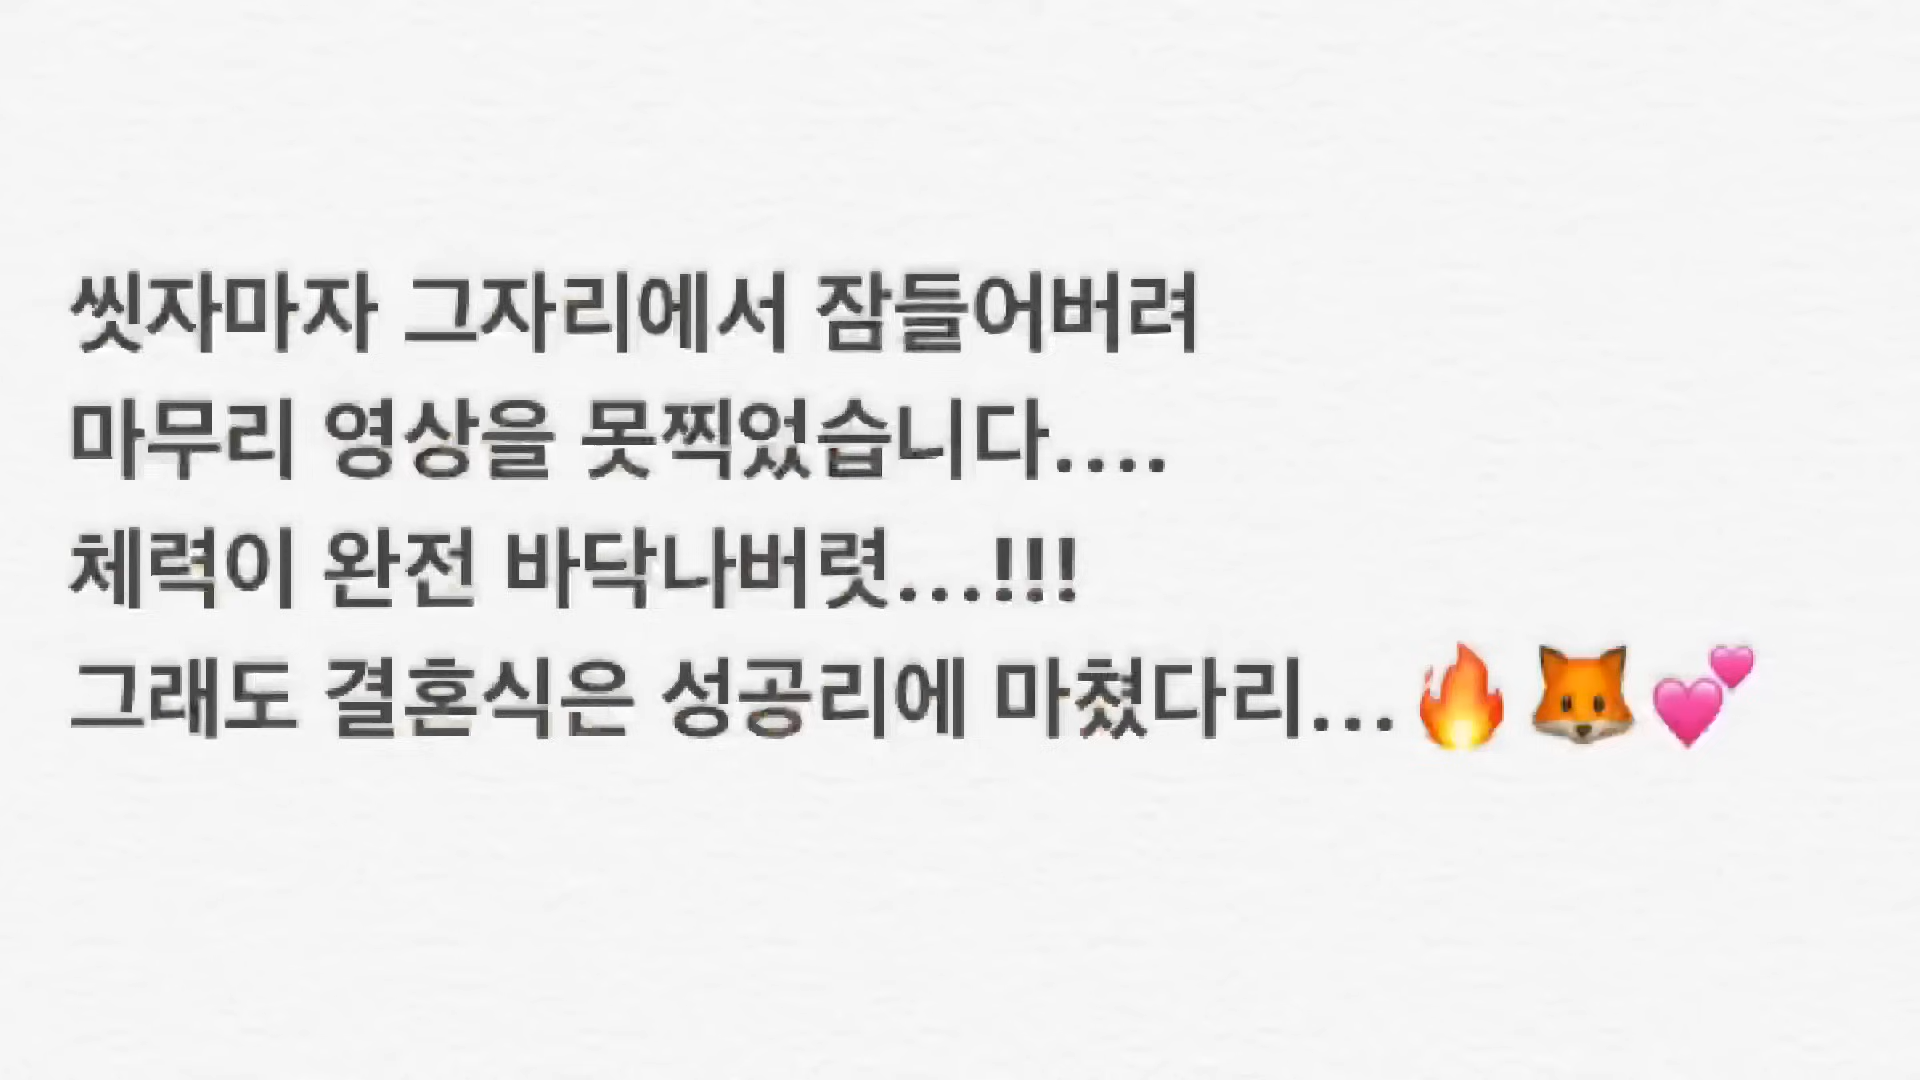 씻자마자 그자리에서 잠들어버려
마무리 영상을 못찍었습니다....
체력이 완전 바닥나버렷...!!!
그래도 결혼식은 성공리에 마쳤다리...🔥🦊💕